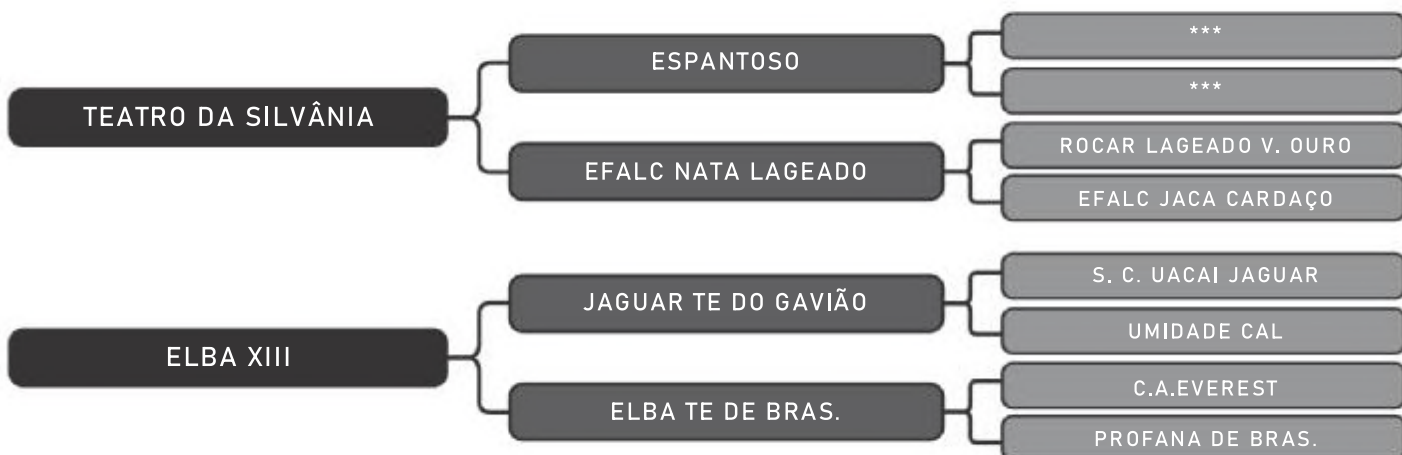 TEATRO DA SILVÂNIA
ESPANTOSO
***
***
EFALC NATA LAGEADO
ROCAR LAGEADO V. OURO
EFALC JACA CARDAÇO
ELBA XIII
JAGUAR TE DO GAVIÃO
S. C. UACAI JAGUAR
UMIDADE CAL
ELBA TE DE BRAS.
C.A.EVEREST
PROFANA DE BRAS.